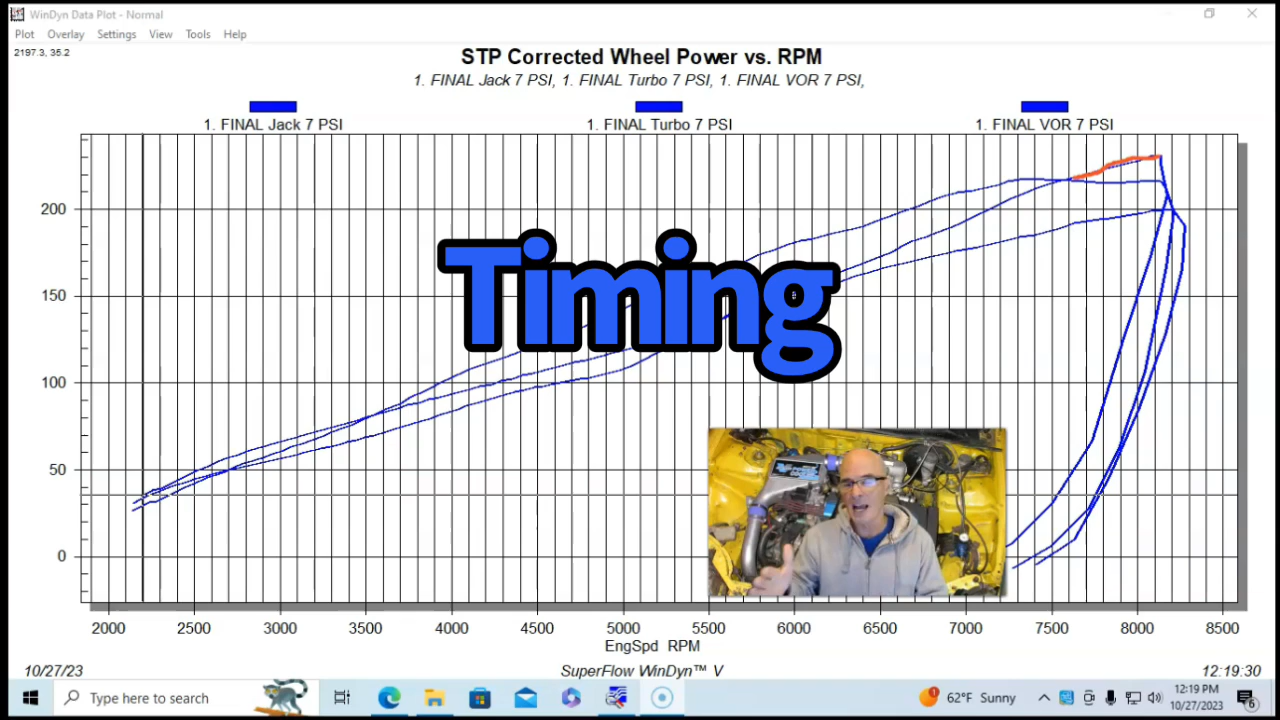 WinDyn Data Plot - Normal
Plot Overlay Settings View Tools Help
2197.3, 35.2
STP Corrected Wheel Power vs. RPM
1. FINAL Jack 7 PSI, 1. FINAL Turbo 7 PSI, 1. FINAL VOR 7 PSI,
1. FINAL Jack 7 PSI 1. FINAL Turbo 7 PSI 1. FINAL VOR 7 PSI
200
Timing
150
100
50
0
2000 2500 3000 3500 4000 4500 5000 5500 6000 6500 7000 7500 8000 8500
EngSpd RPM
10/27/23 SuperFlow WinDyn™ V 12:19:30
Type here to search 1 62°F Sunny 12:19 PM
10/27/2023 6